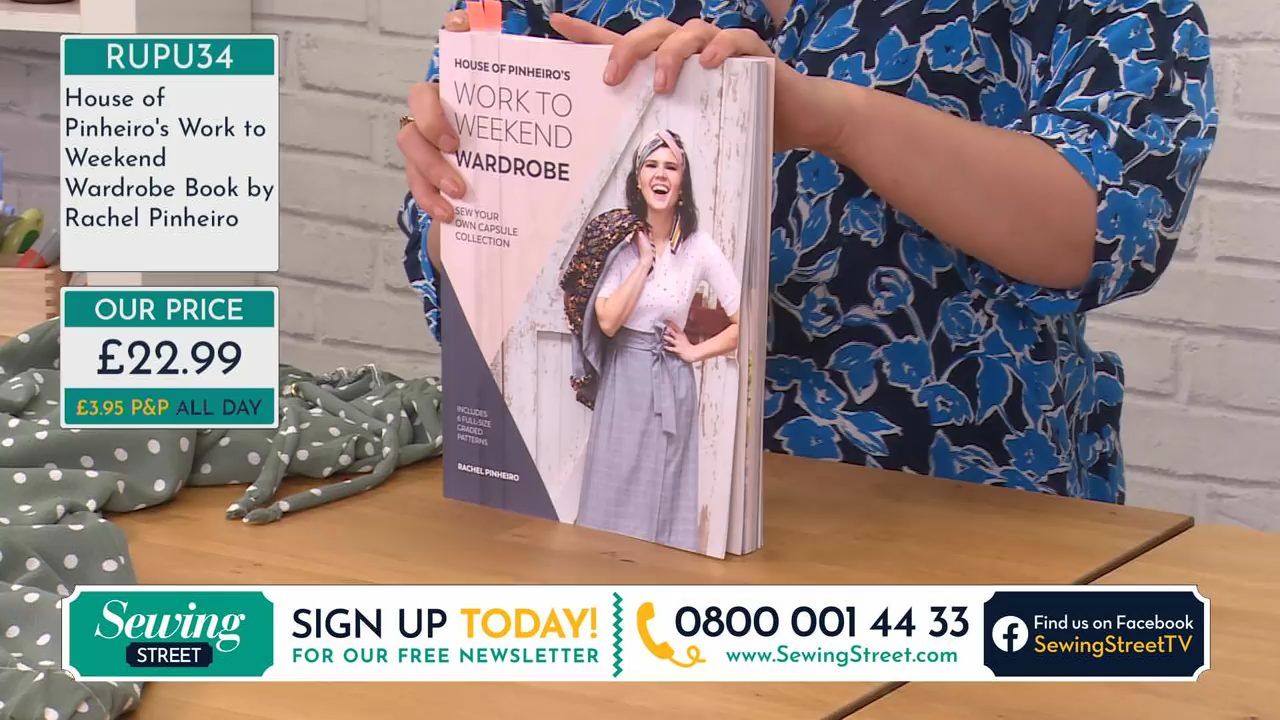 RUPU34
House of
Pinheiro's Work to
Weekend
Wardrobe Book by
Rachel Pinheiro
OUR PRICE
£22.99
£3.95 P&P ALL DAY
HOUSE OF PINHEIRO'S
WORK TO
WEEKEND
WARDROBE
SEW YOUR
OWN CAPSULE
COLLECTION
INCLUDES
6 FULL-SIZE
GRADED
PATTERNS
RACHEL PINHEIRO
Sewing
STREET
SIGN UP TODAY!
FOR OUR FREE NEWSLETTER
0800 001 44 33
www.SewingStreet.com
Find us on Facebook
SewingStreetTV